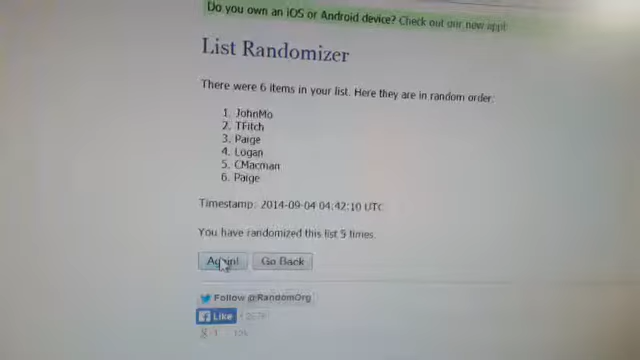 Do you own an iOS or Android device? Check out our new app!
List Randomizer
There were 6 items in your list. Here they are in random order:
1. JohnMo
2. TFitch
3. Paige
4. Logan
5. CMacman
6. Paige
Timestamp: 2014-09-04 04:42:10 UTC
You have randomized this list 5 times.
Again! Go Back
Follow @RandomOrg
Like